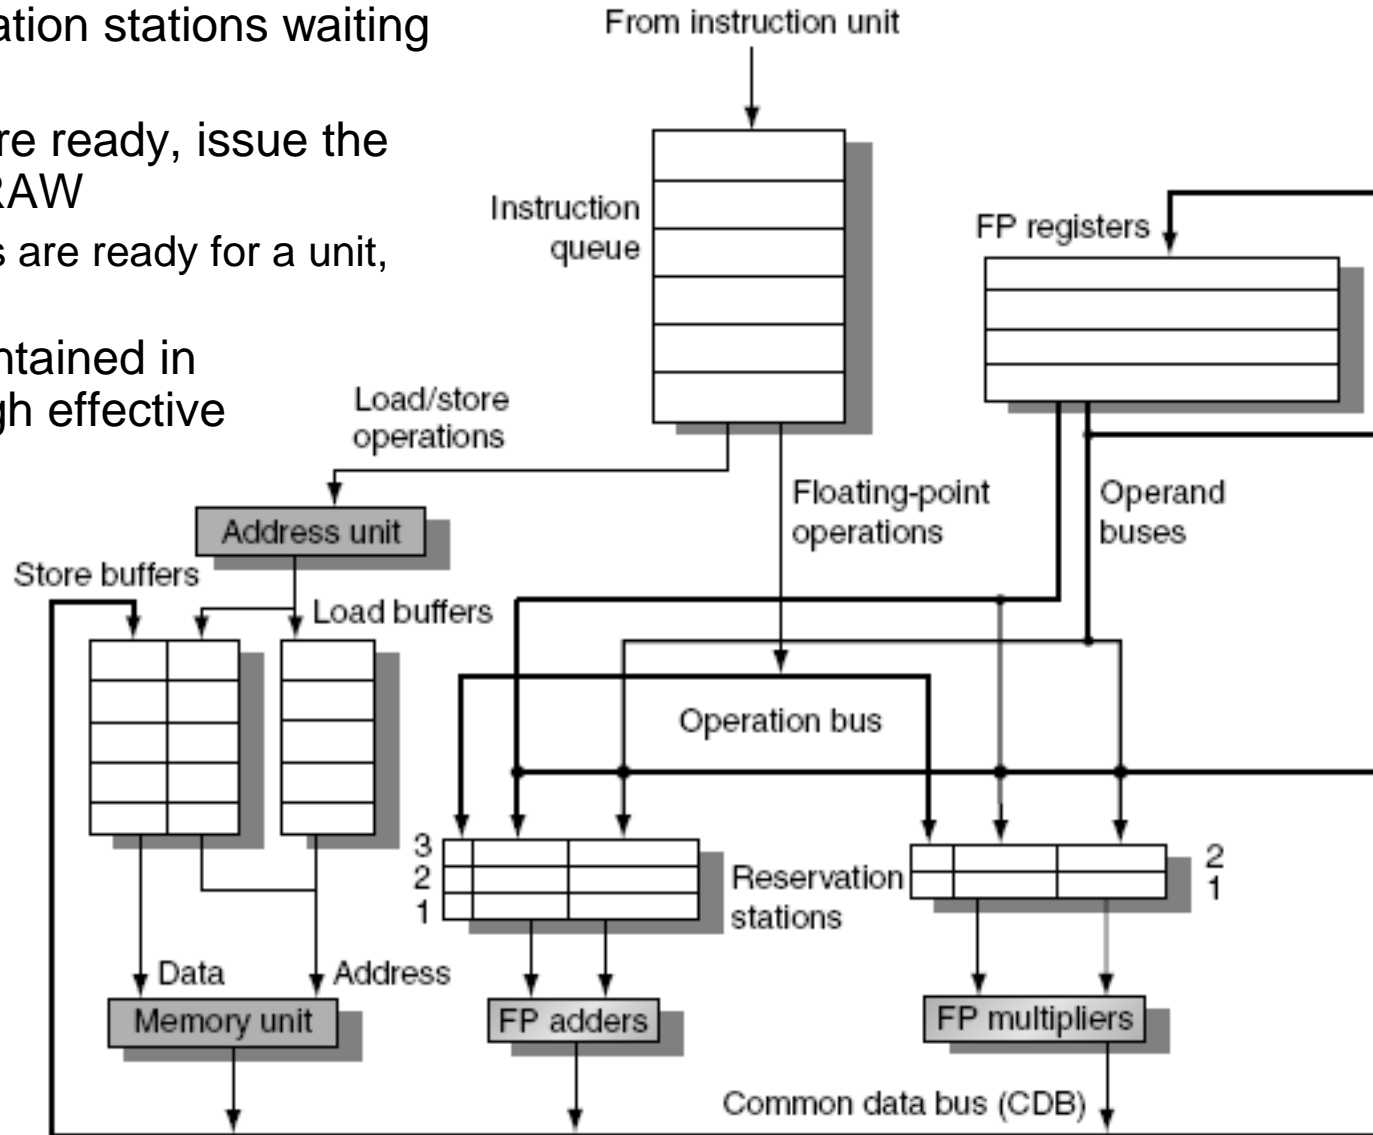 ation stations waiting
re ready, issue the
RAW
s are ready for a unit,
ntained in
gh effective
From instruction unit
Instruction
queue
FP registers
Load/store
operations
Floating-point
operations
Operand
buses
Address unit
Store buffers
Load buffers
Operation bus
3
2
1
Reservation
stations
2
1
Data
Address
Memory unit
FP adders
FP multipliers
Common data bus (CDB)